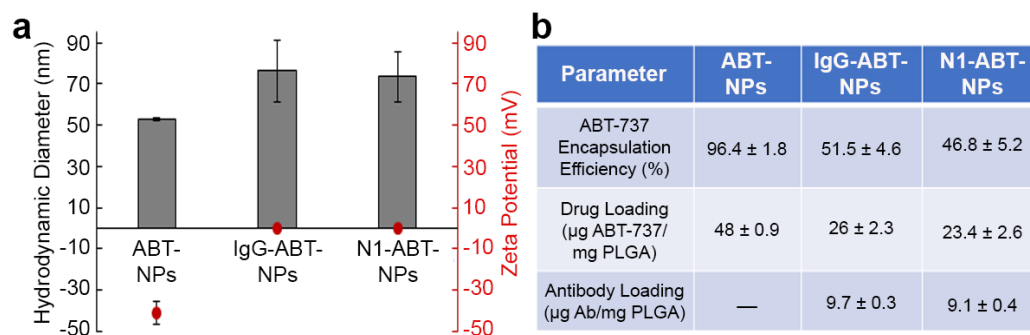 a
Hydrodynamic Diameter (nm)
90
70
50
30
10
-10
-30
-50
ABT-
NPs
IgG-ABT-
NPs
N1-ABT-
NPs
90
70
50
30
10
-10
-30
-50
Zeta Potential (mV)
b
Parameter
ABT-
NPs
IgG-ABT-
NPs
N1-ABT-
NPs
ABT-737
Encapsulation
Efficiency (%)
96.4 ± 1.8
51.5 ± 4.6
46.8 ± 5.2
Drug Loading
(µg ABT-737/
mg PLGA)
48 ± 0.9
26 ± 2.3
23.4 ± 2.6
Antibody Loading
(µg Ab/mg PLGA)
—
9.7 ± 0.3
9.1 ± 0.4